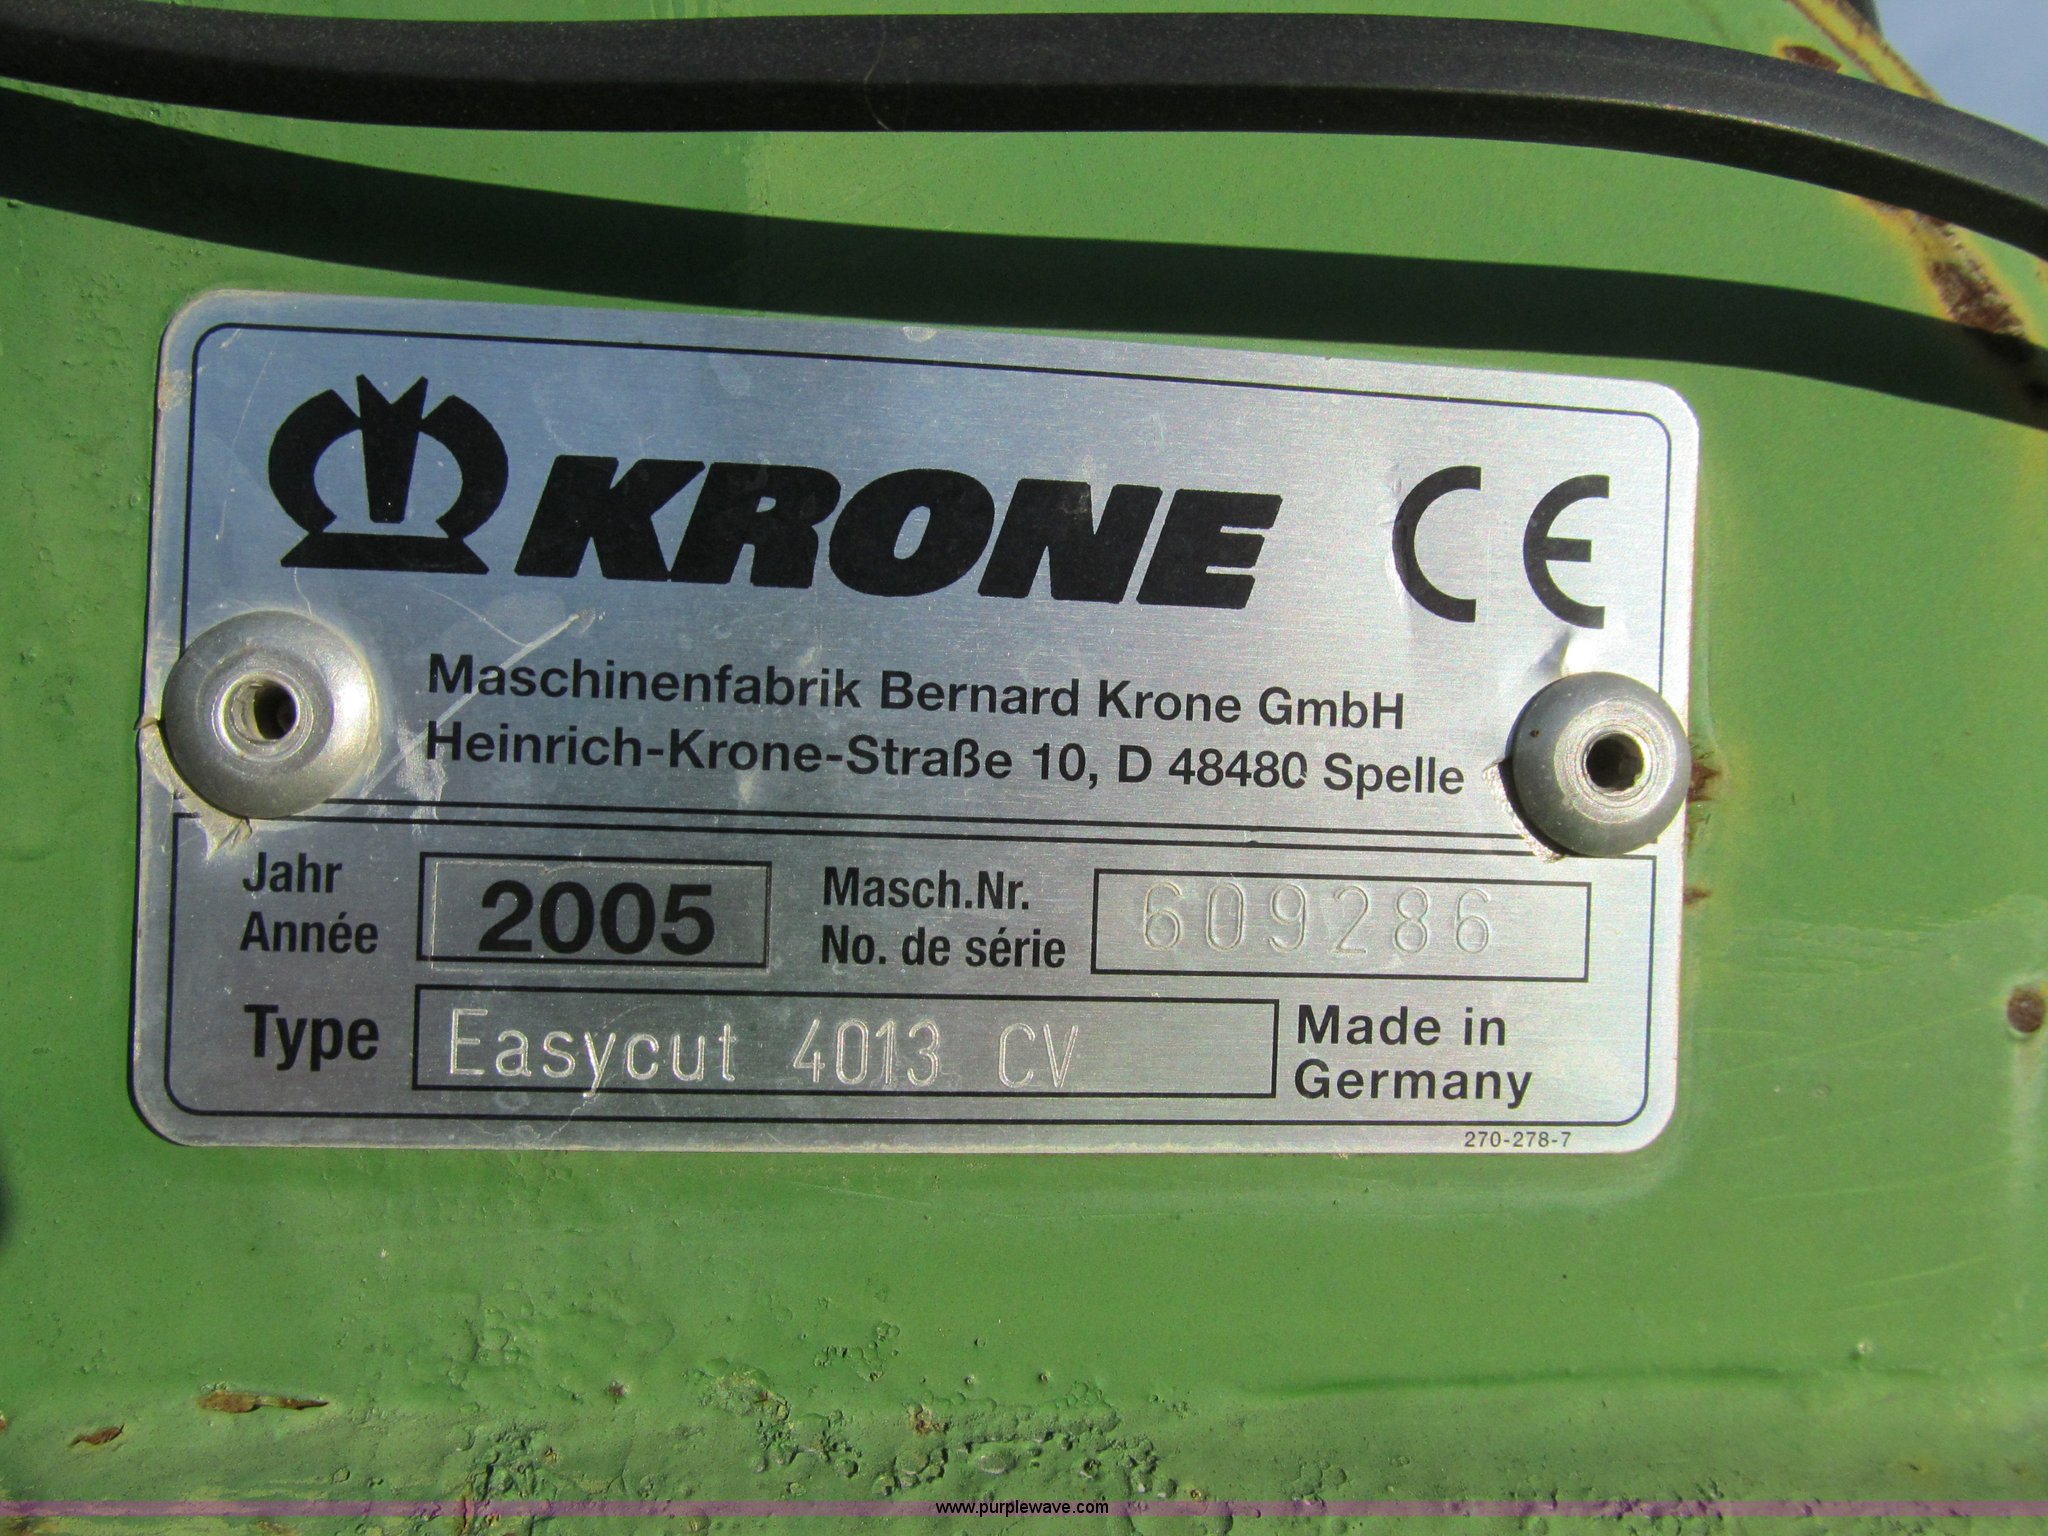 KRONE CE
Maschinenfabrik Bernard Krone GmbH
Heinrich-Krone-Straße 10, D 48480 Spelle
Jahr
Année
2005
Masch.Nr.
No. de série
609286
Type
Easycut 4013 CV
Made in
Germany
270-278-7
www.purplewave.com